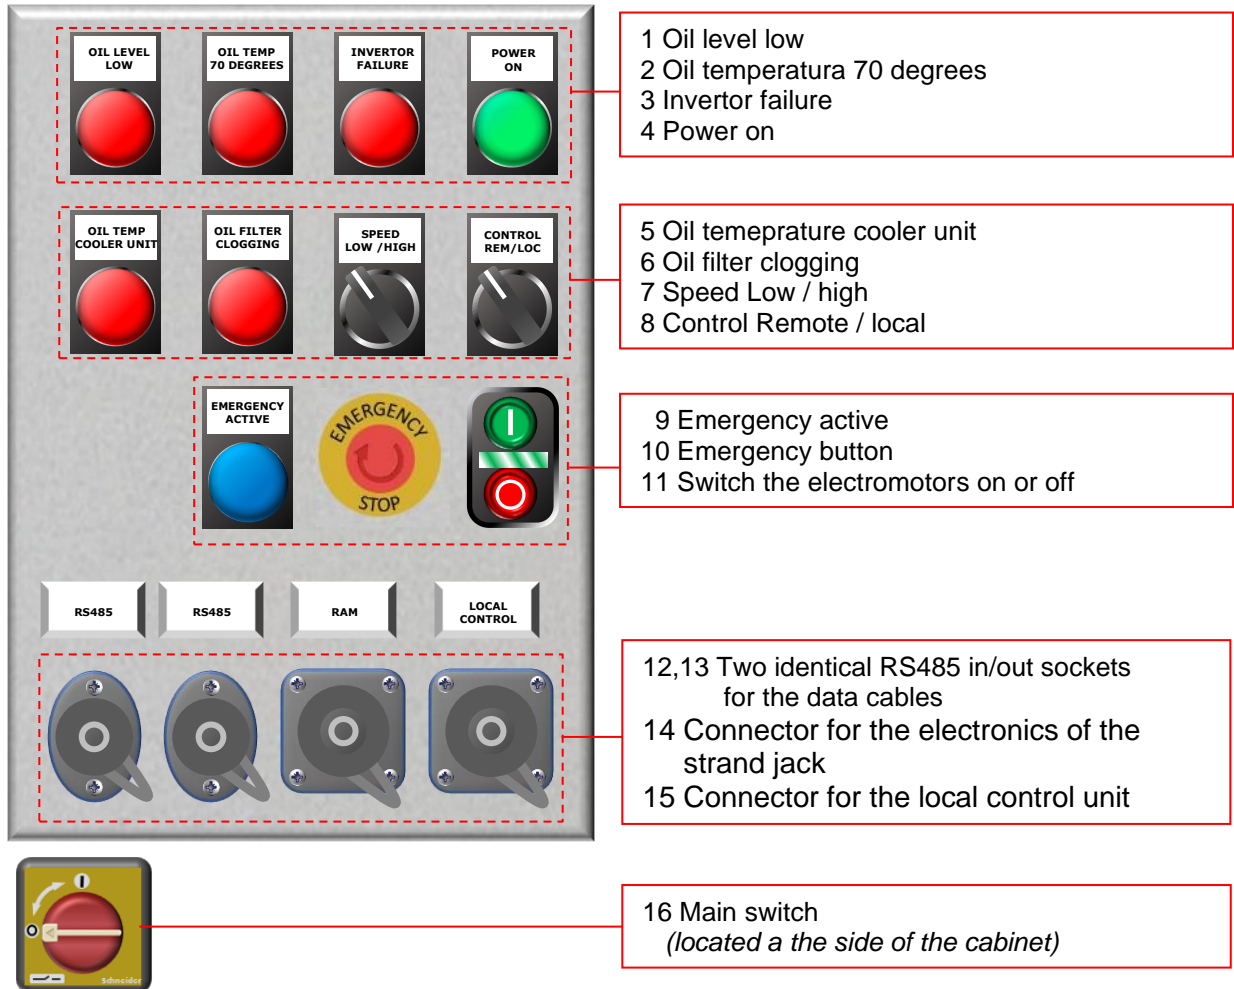 OIL LEVEL
LOW
OIL TEMP
70 DEGREES
INVERTOR
FAILURE
POWER
ON
1 Oil level low
2 Oil temperatura 70 degrees
3 Invertor failure
4 Power on
OIL TEMP
COOLER UNIT
OIL FILTER
CLOGGING
SPEED
LOW /HIGH
CONTROL
REM/LOC
5 Oil temeprature cooler unit
6 Oil filter clogging
7 Speed Low / high
8 Control Remote / local
EMERGENCY
ACTIVE
EMERGENCY
STOP
9 Emergency active
10 Emergency button
11 Switch the electromotors on or off
RS485
RS485
RAM
LOCAL
CONTROL
12,13 Two identical RS485 in/out sockets
for the data cables
14 Connector for the electronics of the
strand jack
15 Connector for the local control unit
I
O
Schneider
16 Main switch
(located a the side of the cabinet)